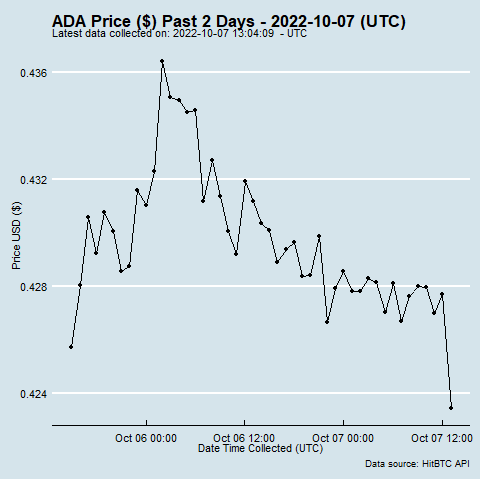 ADA Price ($) Past 2 Days - 2022-10-07 (UTC)
Latest data collected on: 2022-10-07 13:04:09  - UTC
0.436
0.432
0.428
0.424
Price USD ($)
Oct 06 00:00
Oct 06 12:00
Oct 07 00:00
Oct 07 12:00
Date Time Collected (UTC)
Data source: HitBTC API